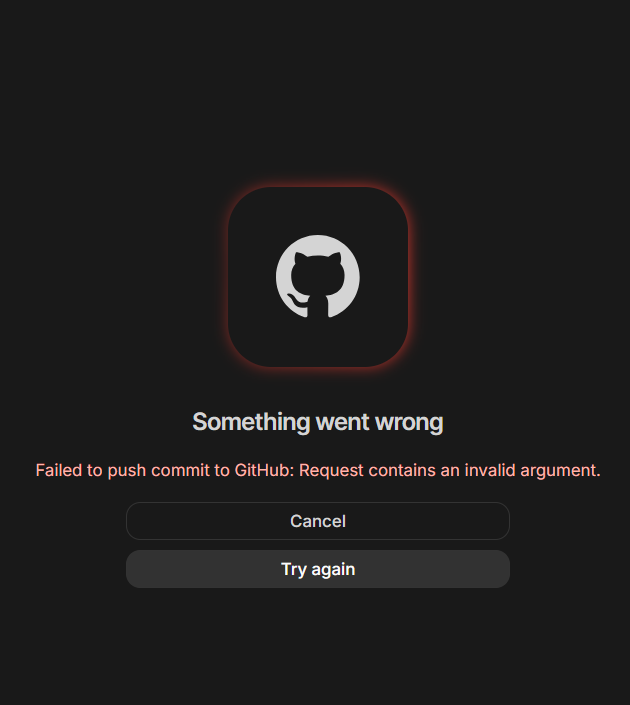 Something went wrong
Failed to push commit to GitHub: Request contains an invalid argument.
Cancel
Try again